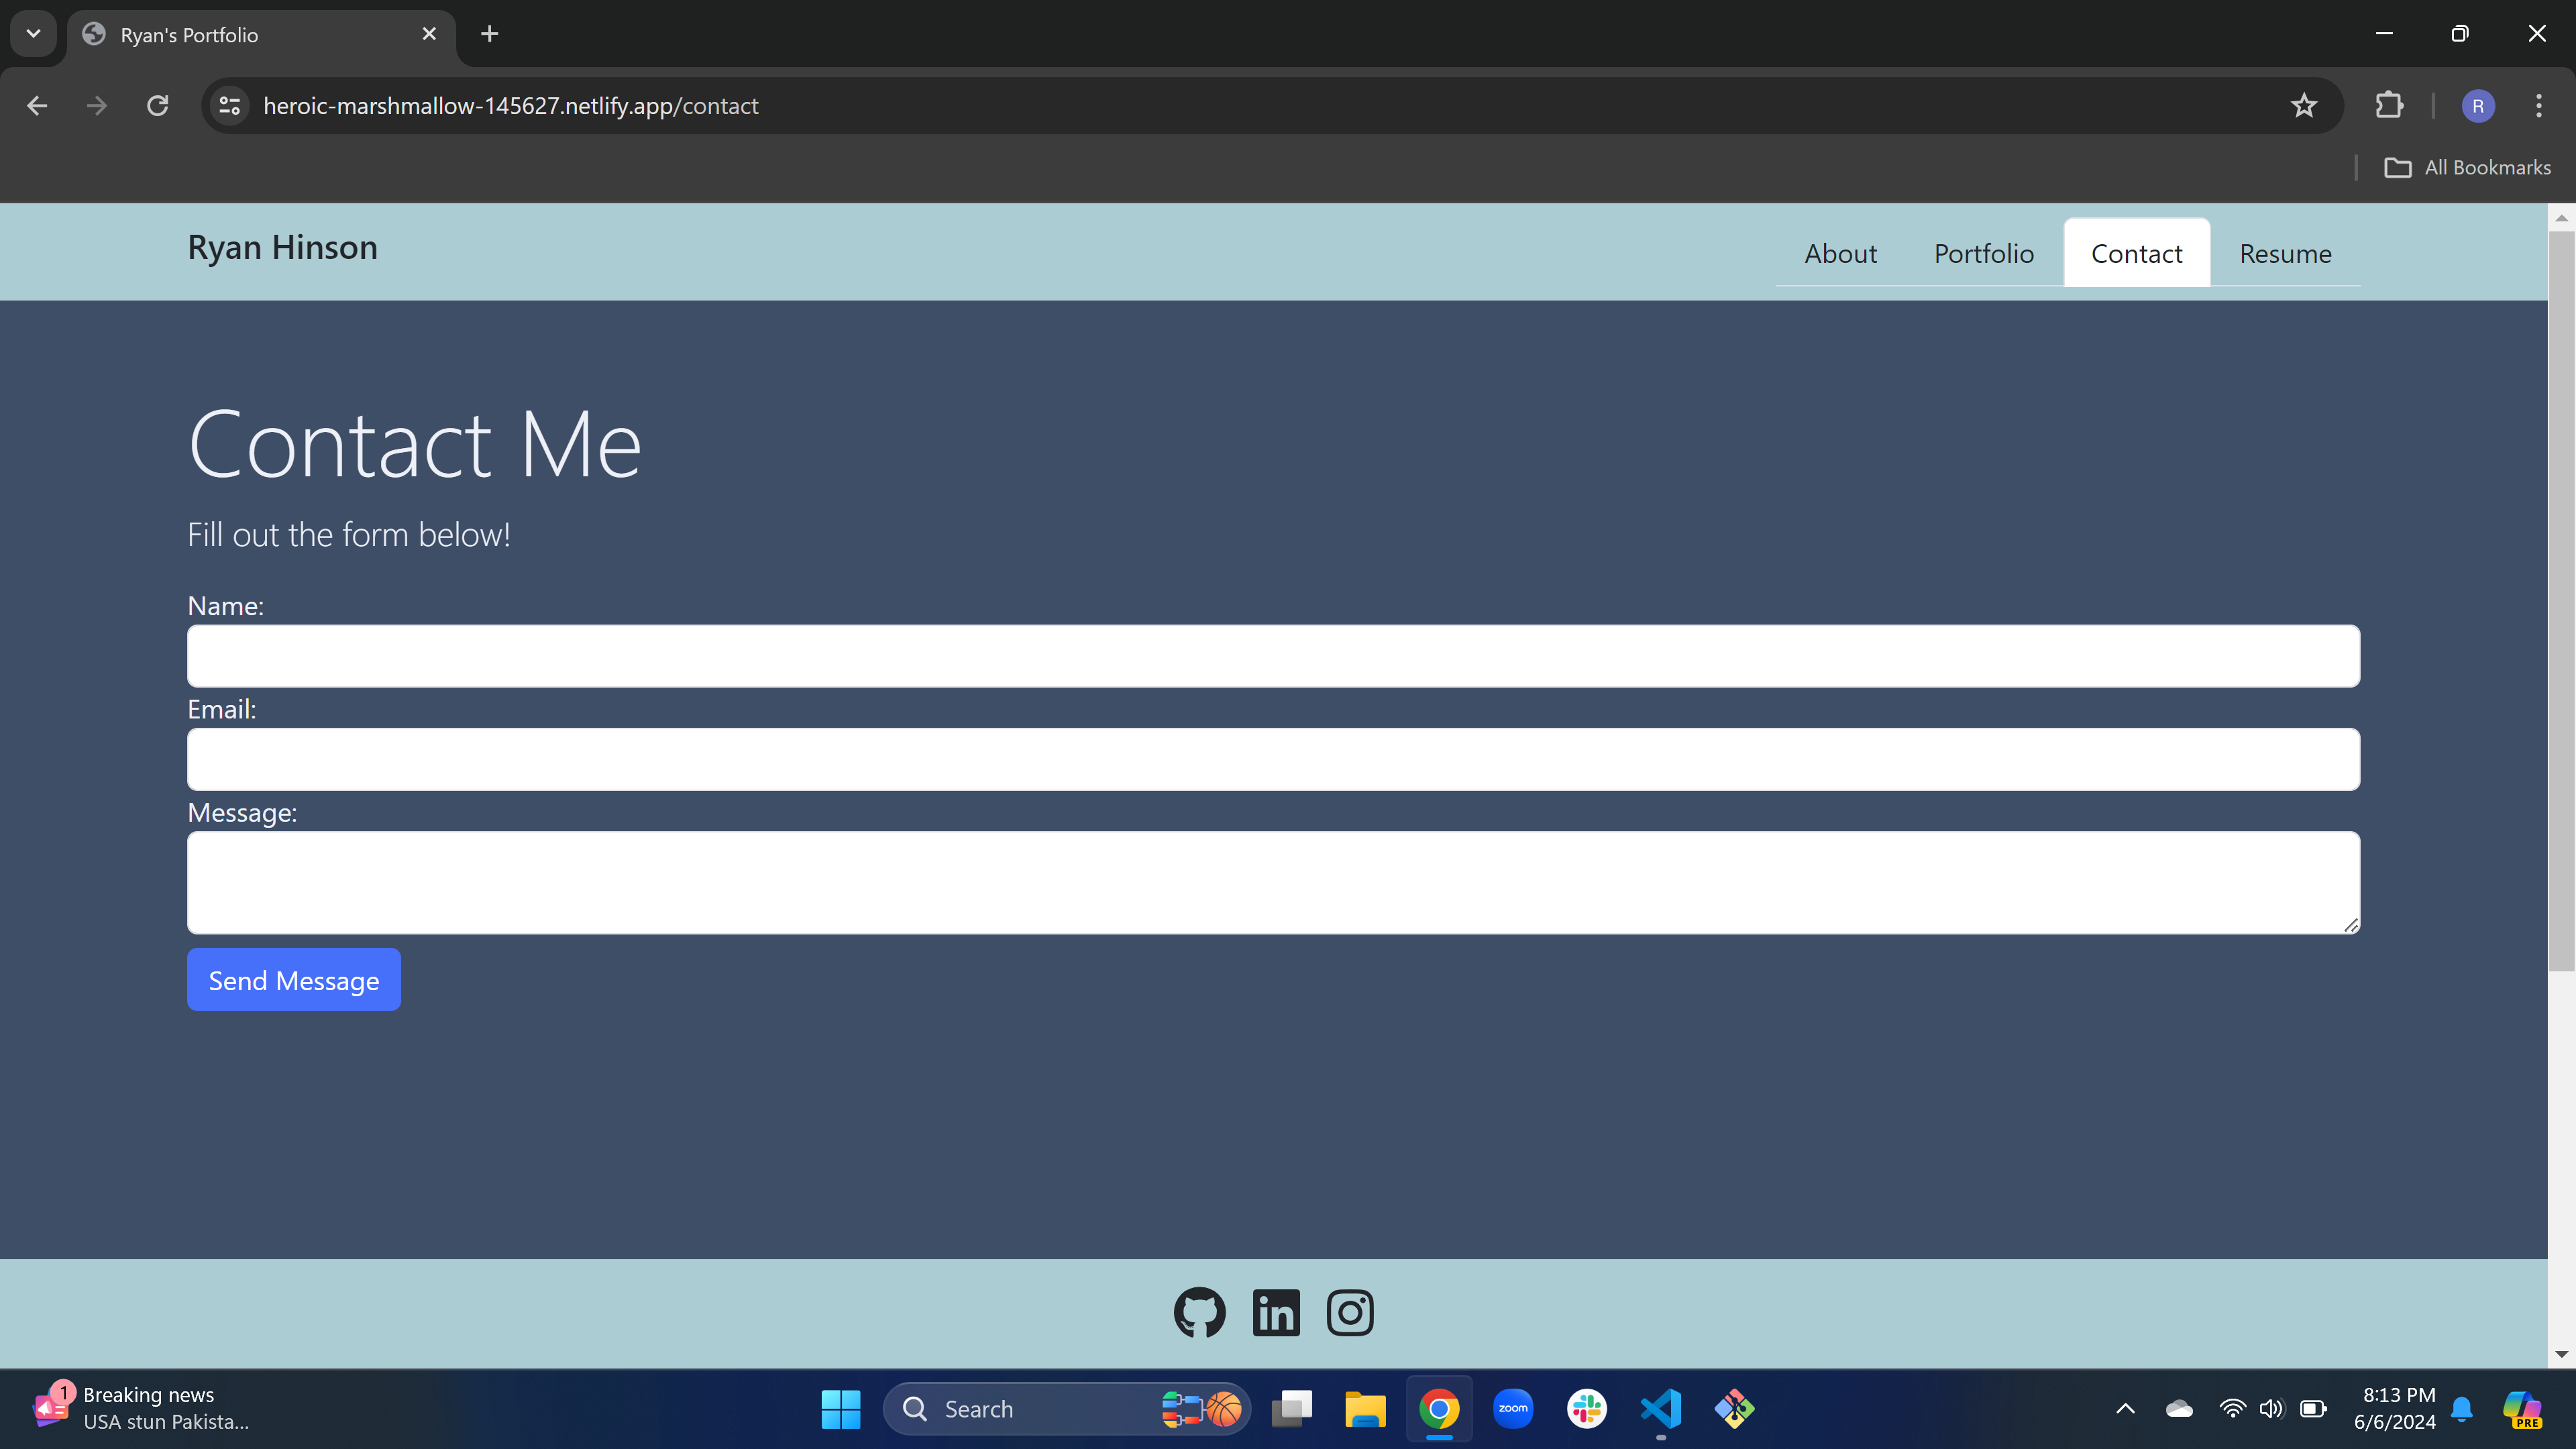 Ryan's Portfolio
heroic-marshmallow-145627.netlify.app/contact
R
All Bookmarks
Ryan Hinson
About Portfolio Contact Resume
Contact Me
Fill out the form below!
Name:
Email:
Message:
Send Message
in
1
Breaking news
USA stun Pakista...
Search
zoom
8:13 PM
6/6/2024
PRE